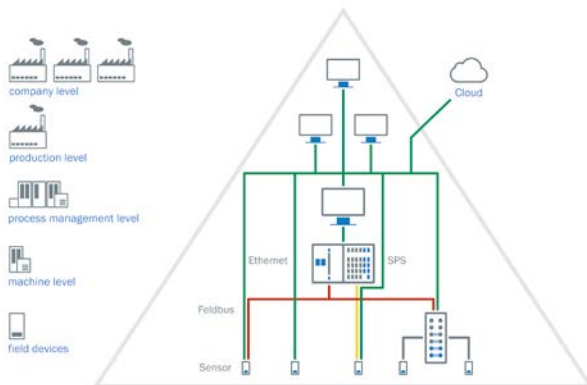 company level
production level
process management level
machine level
field devices
Cloud
Ethernet
SPS
Feldbus
Sensor